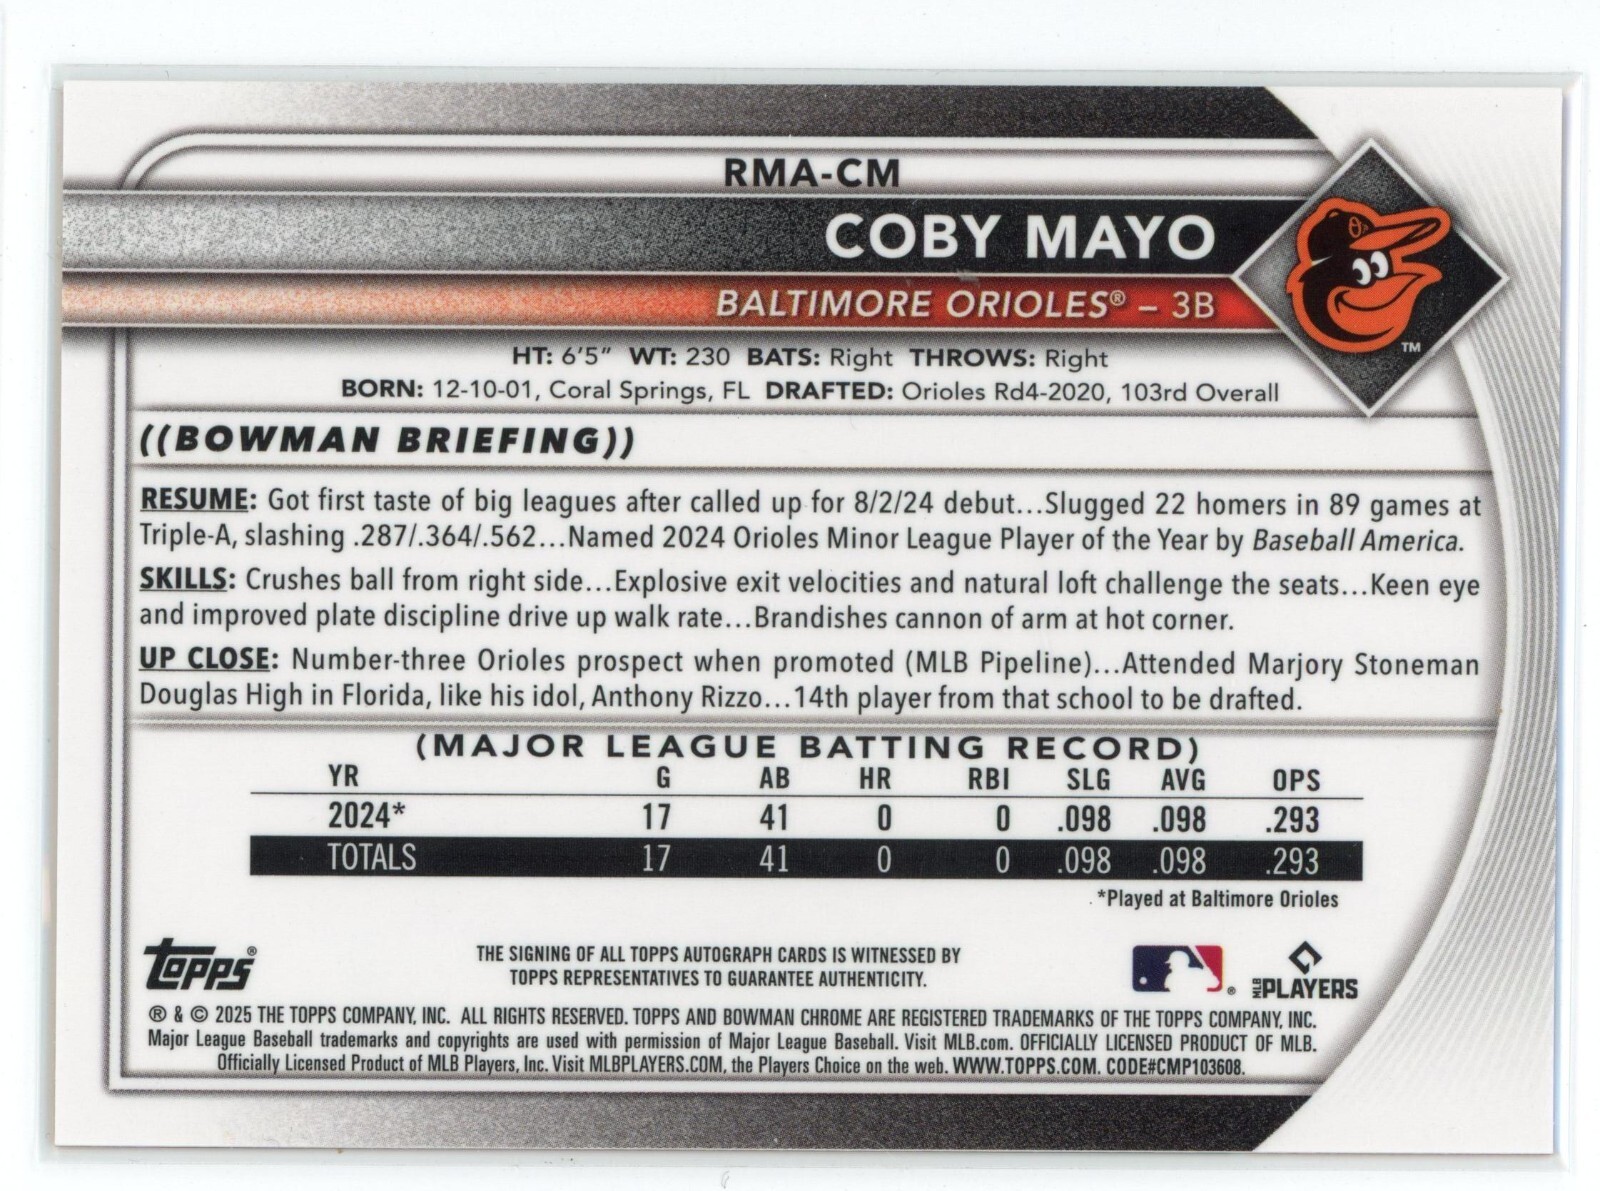 RMA-CM
COBY MAYO
BALTIMORE ORIOLES® – 3B
HT: 6'5" WT: 230 BATS: Right THROWS: Right
BORN: 12-10-01, Coral Springs, FL DRAFTED: Orioles Rd4-2020, 103rd Overall
TM
((BOWMAN BRIEFING))
RESUME: Got first taste of big leagues after called up for 8/2/24 debut...Slugged 22 homers in 89 games at
Triple-A, slashing .287/.364/.562...Named 2024 Orioles Minor League Player of the Year by Baseball America.
SKILLS: Crushes ball from right side...Explosive exit velocities and natural loft challenge the seats...Keen eye
and improved plate discipline drive up walk rate...Brandishes cannon of arm at hot corner.
UP CLOSE: Number-three Orioles prospect when promoted (MLB Pipeline)...Attended Marjory Stoneman
Douglas High in Florida, like his idol, Anthony Rizzo...14th player from that school to be drafted.
(MAJOR LEAGUE BATTING RECORD)
YR G AB HR RBI SLG AVG OPS
2024* 17 41 0 0 .098 .098 .293
TOTALS 17 41 0 0 .098 .098 .293
*Played at Baltimore Orioles
topps®
THE SIGNING OF ALL TOPPS AUTOGRAPH CARDS IS WITNESSED BY
TOPPS REPRESENTATIVES TO GUARANTEE AUTHENTICITY.
®
MLB PLAYERS
® & © 2025 THE TOPPS COMPANY, INC. ALL RIGHTS RESERVED. TOPPS AND BOWMAN CHROME ARE REGISTERED TRADEMARKS OF THE TOPPS COMPANY, INC.
Major League Baseball trademarks and copyrights are used with permission of Major League Baseball. Visit MLB.com. OFFICIALLY LICENSED PRODUCT OF MLB.
Officially Licensed Product of MLB Players, Inc. Visit MLBPLAYERS.COM, the Players Choice on the web. WWW.TOPPS.COM. CODE#CMP103608.